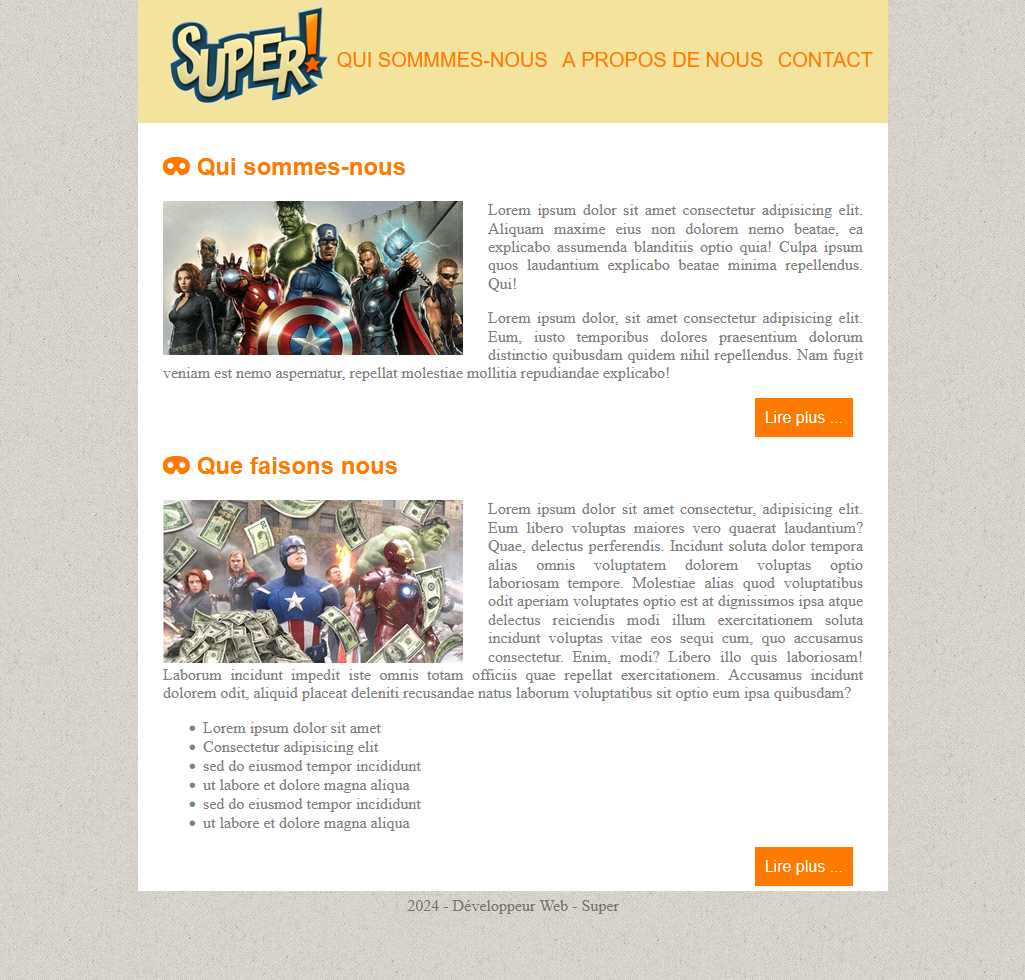 SUPER!
QUI SOMMMES-NOUS A PROPOS DE NOUS CONTACT
Qui sommes-nous
Lorem ipsum dolor sit amet consectetur adipisicing elit.
Aliquam maxime eius non dolorem nemo beatae, ea
explicabo assumenda blanditiis optio quia! Culpa ipsum
quos laudantium explicabo beatae minima repellendus.
Qui!
Lorem ipsum dolor, sit amet consectetur adipisicing elit.
Eum, iusto temporibus dolores praesentium dolorum
distinctio quibusdam quidem nihil repellendus. Nam fugit
veniam est nemo aspernatur, repellat molestiae mollitia repudiandae explicabo!
Lire plus ...
Que faisons nous
Lorem ipsum dolor sit amet consectetur, adipisicing elit.
Eum libero voluptas maiores vero quaerat laudantium?
Quae, delectus perferendis. Incidunt soluta dolor tempora
alias omnis voluptatem dolorem voluptas optio
laboriosam tempore. Molestiae alias quod voluptatibus
odit aperiam voluptates optio est at dignissimos ipsa atque
delectus reiciendis modi illum exercitationem soluta
incidunt voluptas vitae eos sequi cum, quo accusamus
consectetur. Enim, modi? Libero illo quis laboriosam!
Laborum incidunt impedit iste omnis totam officiis quae repellat exercitationem. Accusamus incidunt
dolorem odit, aliquid placeat deleniti recusandae natus laborum voluptatibus sit optio eum ipsa quibusdam?
• Lorem ipsum dolor sit amet
• Consectetur adipisicing elit
• sed do eiusmod tempor incididunt
• ut labore et dolore magna aliqua
• sed do eiusmod tempor incididunt
• ut labore et dolore magna aliqua
Lire plus ...
2024 - Développeur Web - Super